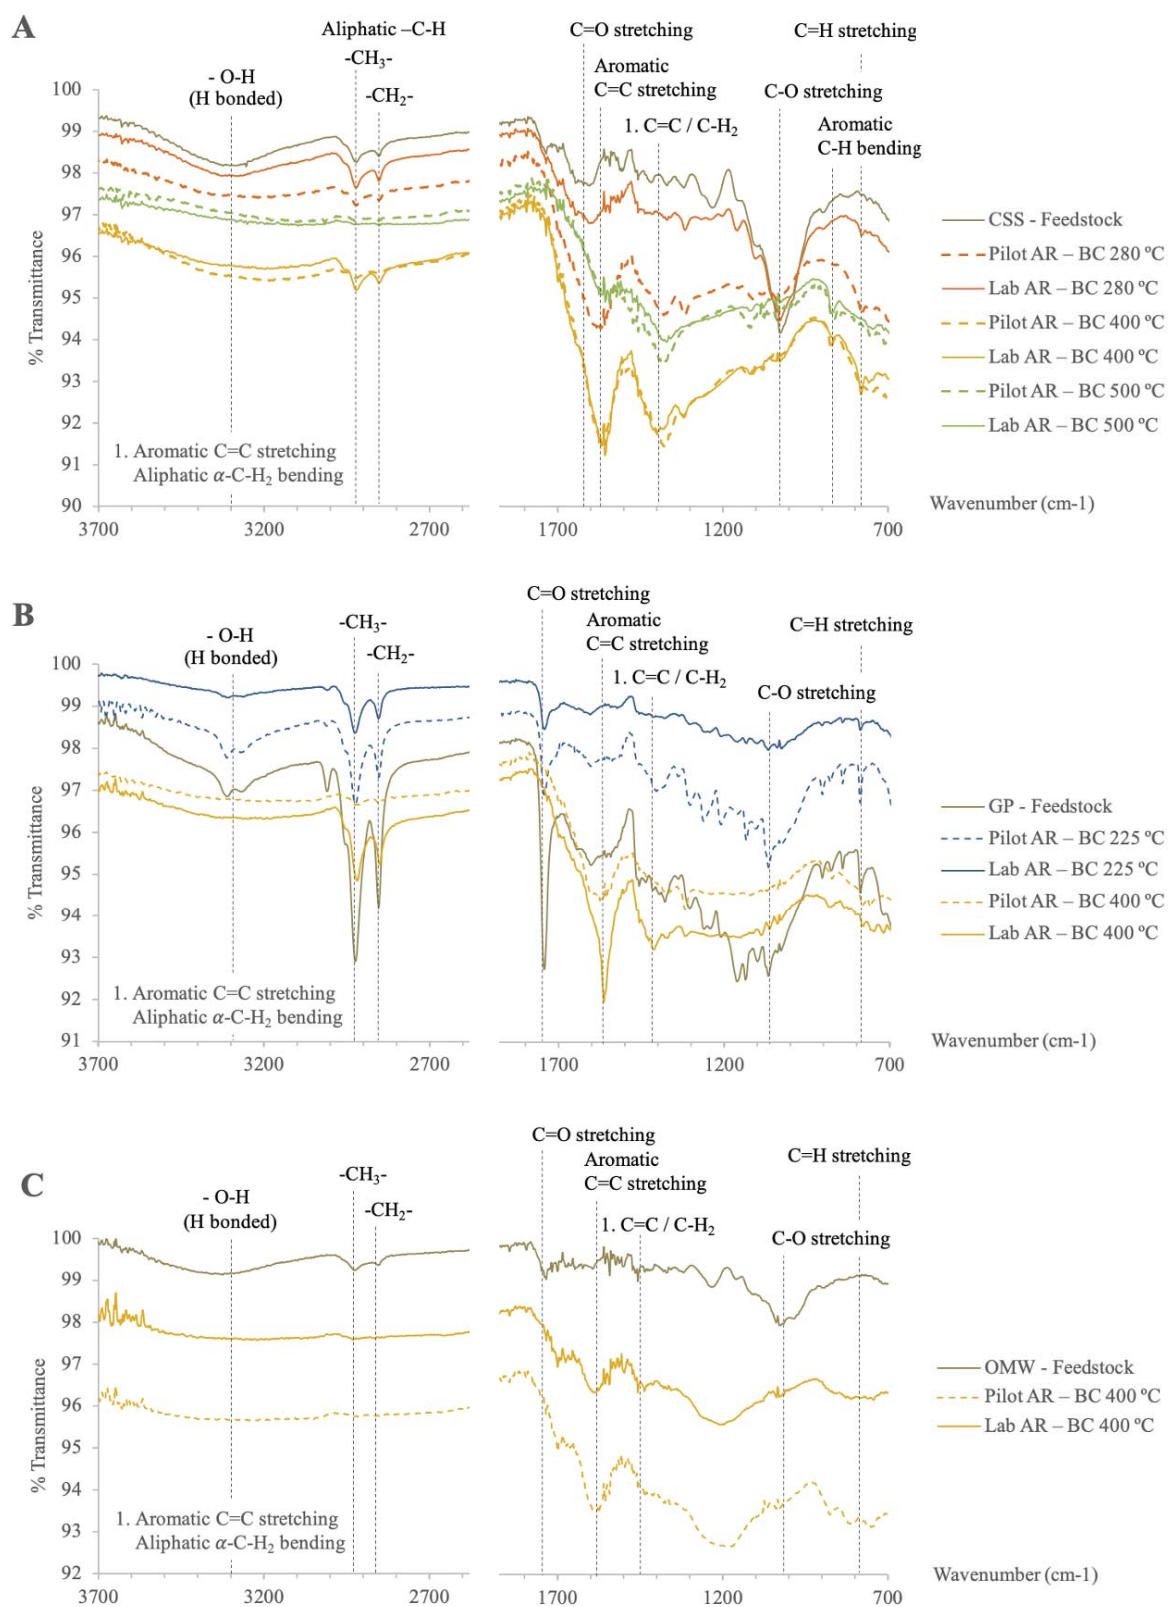 A
Aliphatic –C-H
C=O stretching
C=H stretching
-CH3-
- O-H
(H bonded)
-CH2-
Aromatic
C=C stretching
C-O stretching
1. C=C / C-H2
Aromatic
C-H bending
100
99
98
97
96
95
94
93
92
91
90
% Transmittance
1. Aromatic C=C stretching
Aliphatic α-C-H2 bending
3700
3200
2700
1700
1200
700
Wavenumber (cm-1)
CSS - Feedstock
Pilot AR – BC 280 ºC
Lab AR – BC 280 ºC
Pilot AR – BC 400 ºC
Lab AR – BC 400 ºC
Pilot AR – BC 500 ºC
Lab AR – BC 500 ºC
B
C=O stretching
-CH3-
- O-H
(H bonded)
-CH2-
Aromatic
C=C stretching
C=H stretching
1. C=C / C-H2
C-O stretching
100
99
98
97
96
95
94
93
92
91
% Transmittance
1. Aromatic C=C stretching
Aliphatic α-C-H2 bending
3700
3200
2700
1700
1200
700
Wavenumber (cm-1)
GP - Feedstock
Pilot AR – BC 225 ºC
Lab AR – BC 225 ºC
Pilot AR – BC 400 ºC
Lab AR – BC 400 ºC
C
C=O stretching
-CH3-
- O-H
(H bonded)
-CH2-
Aromatic
C=C stretching
C=H stretching
1. C=C / C-H2
C-O stretching
100
99
98
97
96
95
94
93
92
% Transmittance
1. Aromatic C=C stretching
Aliphatic α-C-H2 bending
3700
3200
2700
1700
1200
700
Wavenumber (cm-1)
OMW - Feedstock
Pilot AR – BC 400 ºC
Lab AR – BC 400 ºC